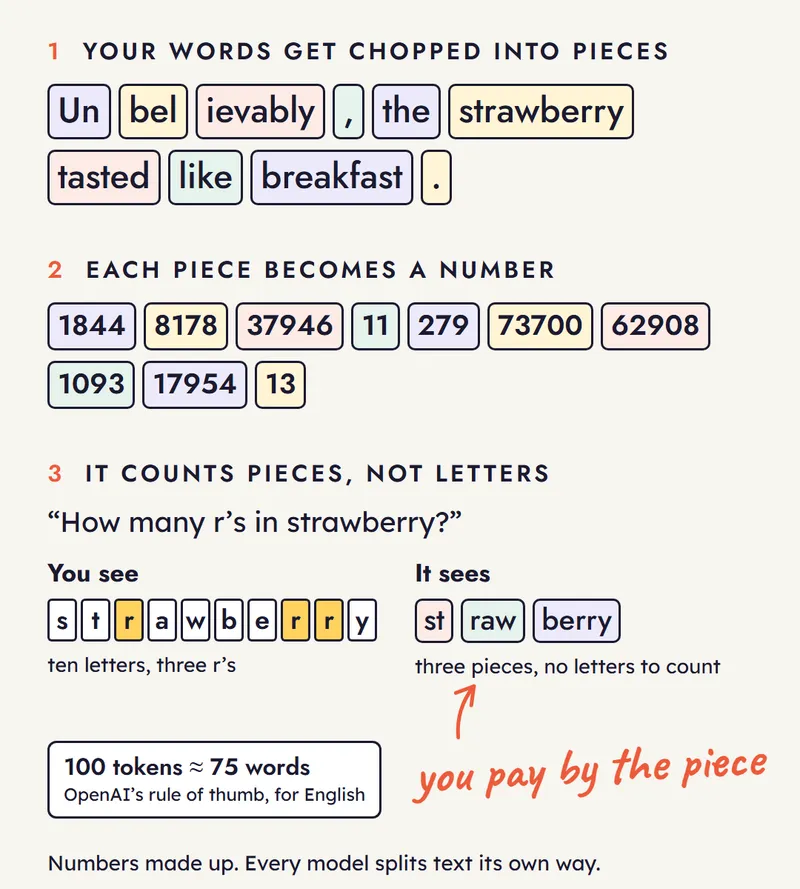 1 YOUR WORDS GET CHOPPED INTO PIECES
Un bel ievably , the strawberry
tasted like breakfast .
2 EACH PIECE BECOMES A NUMBER
1844 8178 37946 11 279 73700 62908
1093 17954 13
3 IT COUNTS PIECES, NOT LETTERS
“How many r’s in strawberry?”
You see
s t r a w b e r r y
ten letters, three r’s
It sees
st raw berry
three pieces, no letters to count
100 tokens ≈ 75 words
OpenAI’s rule of thumb, for English
you pay by the piece
Numbers made up. Every model splits text its own way.